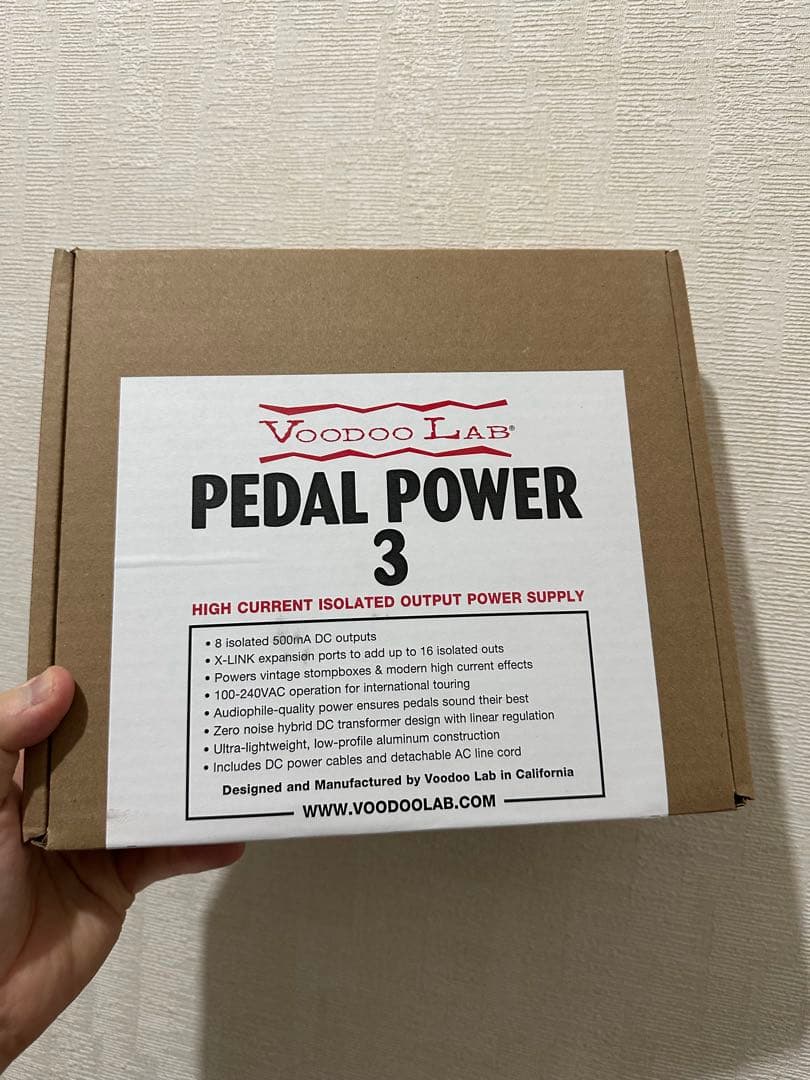 VOODOO LAB®
PEDAL POWER
3
HIGH CURRENT ISOLATED OUTPUT POWER SUPPLY
• 8 isolated 500mA DC outputs
• X-LINK expansion ports to add up to 16 isolated outs
• Powers vintage stompboxes & modern high current effects
• 100-240VAC operation for international touring
• Audiophile-quality power ensures pedals sound their best
• Zero noise hybrid DC transformer design with linear regulation
• Ultra-lightweight, low-profile aluminum construction
• Includes DC power cables and detachable AC line cord
Designed and Manufactured by Voodoo Lab in California
WWW.VOODOOLAB.COM